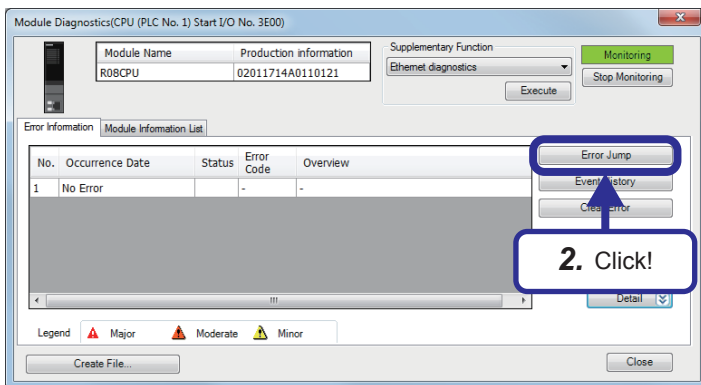 Module Diagnostics(CPU (PLC No. 1) Start I/O No. 3E00)
Module Name Production information
R08CPU 02011714A0110121
Supplementary Function
Ethernet diagnostics
Execute
Monitoring
Stop Monitoring
Error Information Module Information List
No. Occurrence Date Status Error Code Overview
1 No Error - -
Error Jump
Event History
Clear Error
2. Click!
Detail
Legend Major Moderate Minor
Create File...
Close